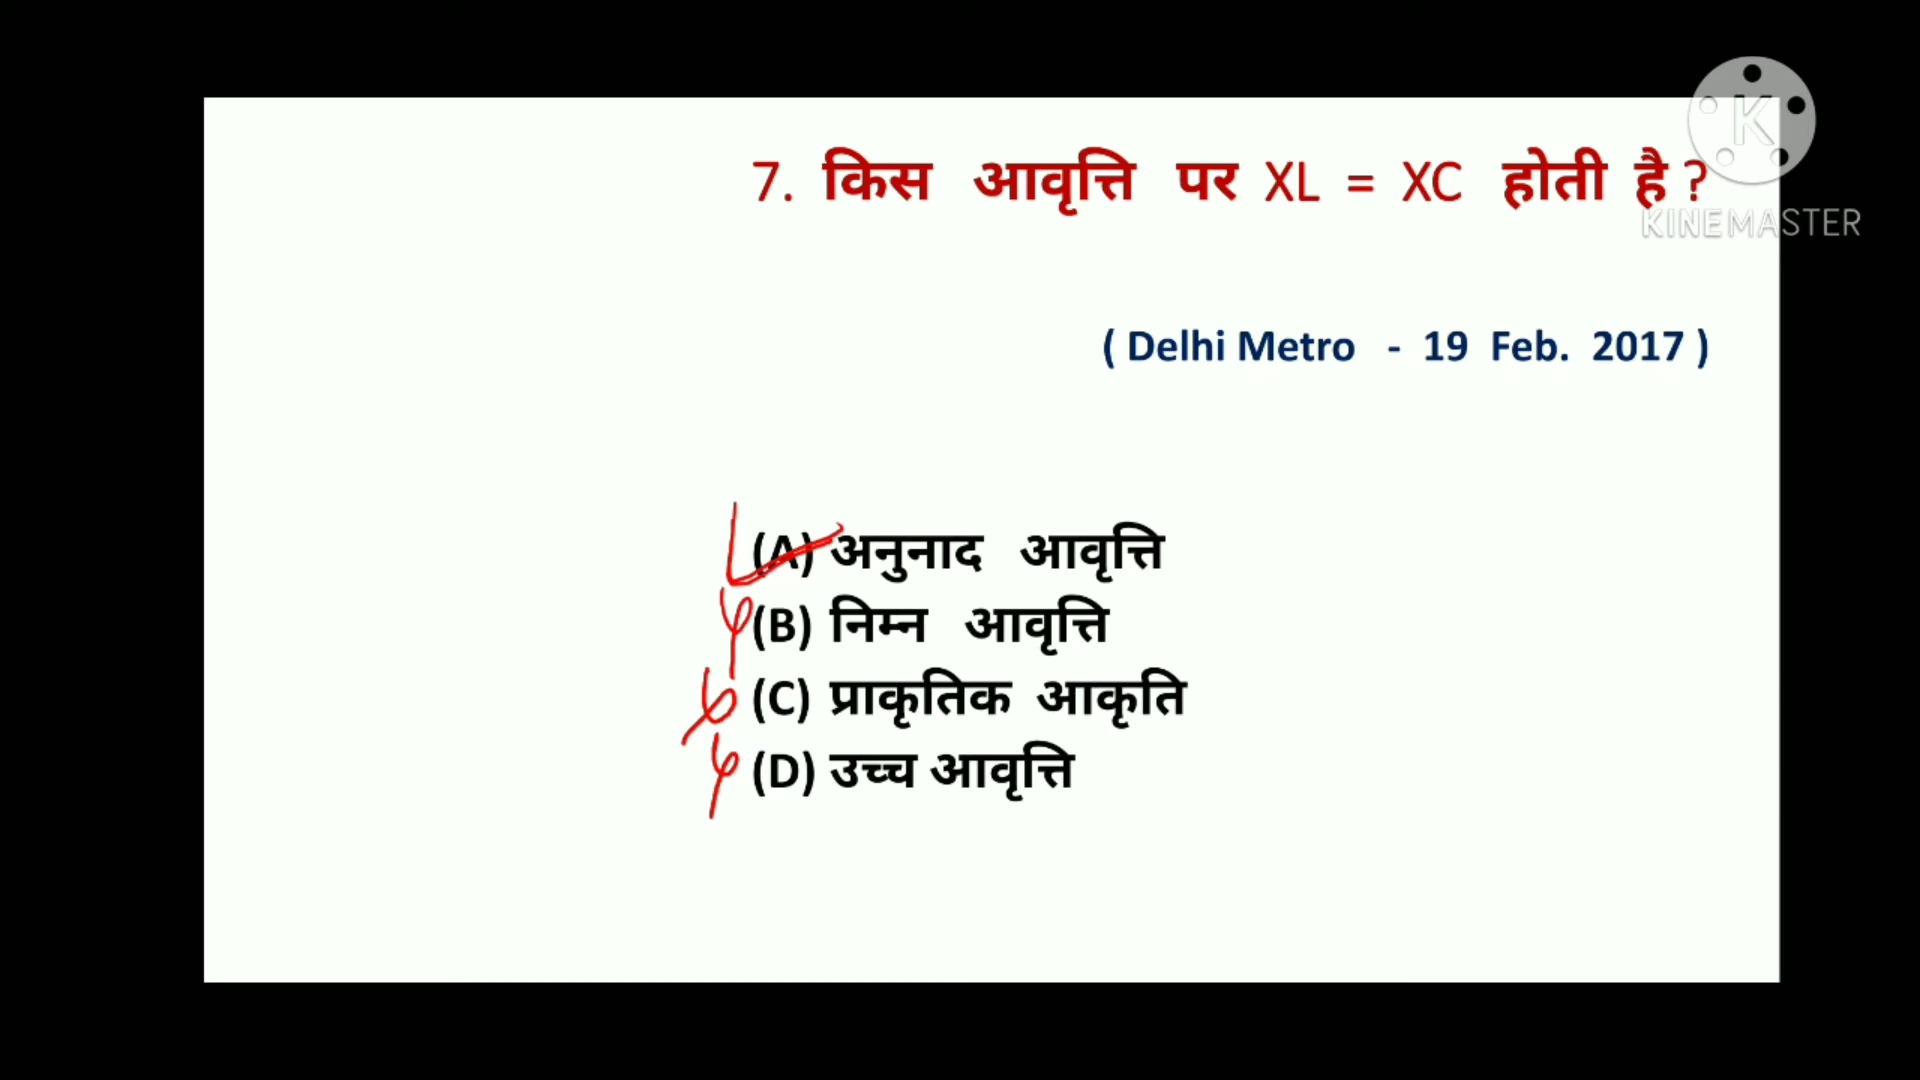 7. किस आवृत्ति पर XL = XC होती है ?
K
KINEMASTER
( Delhi Metro - 19 Feb. 2017 )
(A) अनुनाद आवृत्ति
(B) निम्न आवृत्ति
(C) प्राकृतिक आकृति
(D) उच्च आवृत्ति